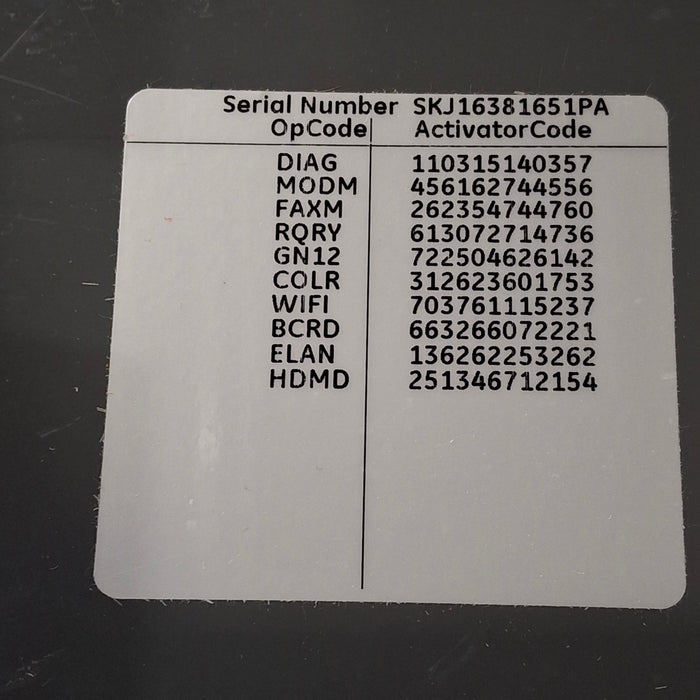 Serial Number SKJ16381651PA
OpCode ActivatorCode
DIAG 110315140357
MODM 456162744556
FAXM 262354744760
RQRY 613072714736
GN12 722504626142
COLR 312623601753
WIFI 703761115237
BCRD 663266072221
ELAN 136262253262
HDMD 251346712154